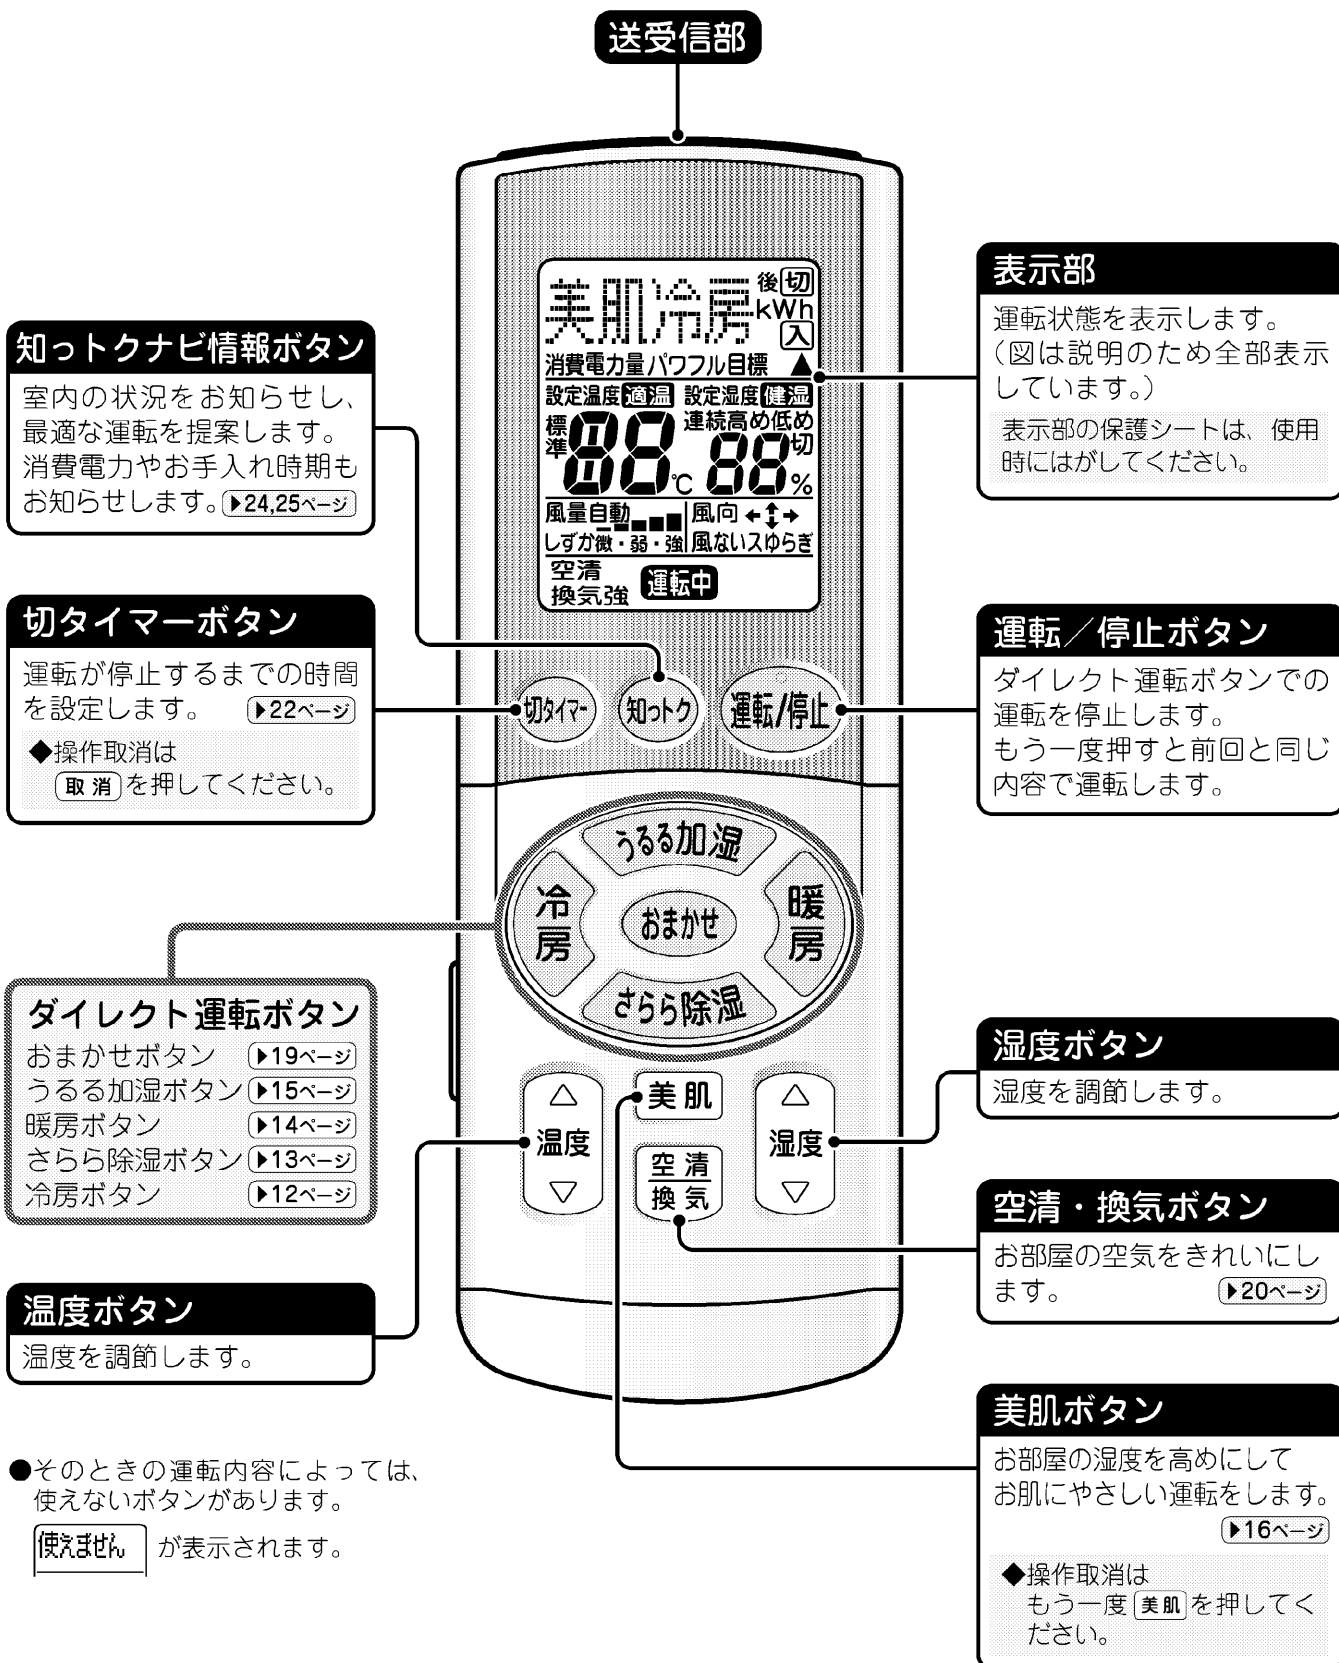 送受信部
知っトクナビ情報ボタン
室内の状況をお知らせし、
最適な運転を提案します。
消費電力やお手入れ時期も
お知らせします。▶24,25ページ
切タイマーボタン
運転が停止するまでの時間
を設定します。 ▶22ページ
◆操作取消は
取消を押してください。
ダイレクト運転ボタン
おまかせボタン ▶19ページ
うるる加湿ボタン ▶15ページ
暖房ボタン ▶14ページ
さらら除湿ボタン ▶13ページ
冷房ボタン ▶12ページ
温度ボタン
温度を調節します。
●そのときの運転内容によっては、
使えないボタンがあります。
使えません が表示されます。
美肌冷房 後 切
kWh
入
消費電力量パワフル目標 ▲
設定温度 適温 設定湿度 健湿
標準 88℃ 連続高め低め
88 切
%
風量自動 風向
しずか微・弱・強 風ないスゆらぎ
空清
換気強 運転中
切タイマー 知っトク 運転/停止
うるる加湿
冷房 おまかせ 暖房
さらら除湿
△ 美肌 △
温度 空清 湿度
▽ 換気 ▽
表示部
運転状態を表示します。
(図は説明のため全部表示
しています。)
表示部の保護シートは、使用
時にはがしてください。
運転/停止ボタン
ダイレクト運転ボタンでの
運転を停止します。
もう一度押すと前回と同じ
内容で運転します。
湿度ボタン
湿度を調節します。
空清・換気ボタン
お部屋の空気をきれいにし
ます。 ▶20ページ
美肌ボタン
お部屋の湿度を高めにして
お肌にやさしい運転をします。
▶16ページ
◆操作取消は
もう一度美肌を押してく
ださい。